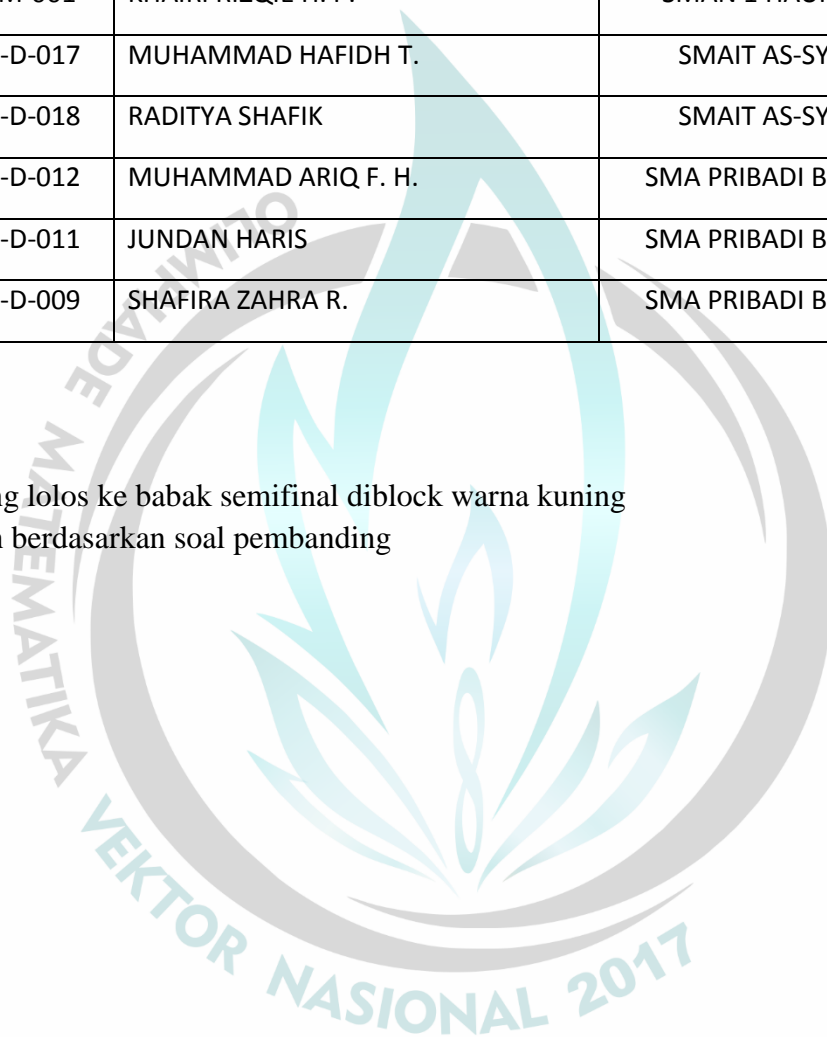 -D-017 MUHAMMAD HAFIDH T. SMAIT AS-SY
-D-018 RADITYA SHAFIK SMAIT AS-SY
-D-012 MUHAMMAD ARIQ F. H. SMA PRIBADI B
-D-011 JUNDAN HARIS SMA PRIBADI B
-D-009 SHAFIRA ZAHRA R. SMA PRIBADI B
ng lolos ke babak semifinal diblock warna kuning
n berdasarkan soal pembanding
OLIMPIADE MATEMATIKA VEKTOR NASIONAL 2017